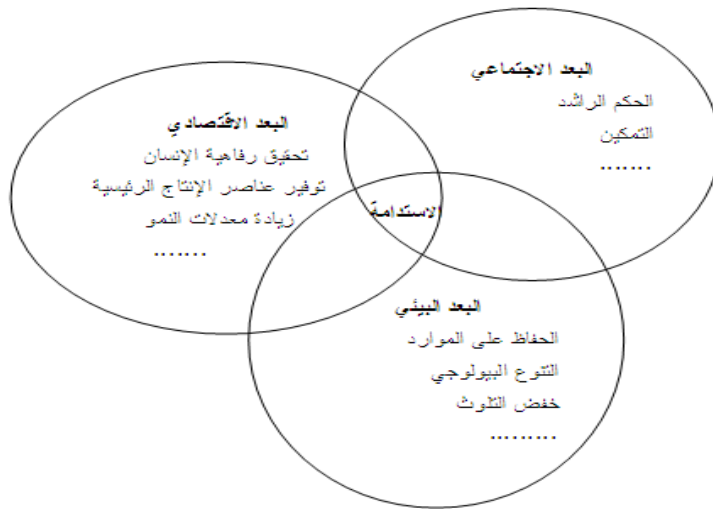 البعد الاجتماعي
الحكم الراشد
التمكين
.......
البعد الاقتصادي
تحقيق رفاهية الإنسان
توفير عناصر الإنتاج الرئيسية
زيادة معدلات النمو
.......
الاستدامة
البعد البيئي
الحفاظ على الموارد
التنوع البيولوجي
خفض التلوث
.........